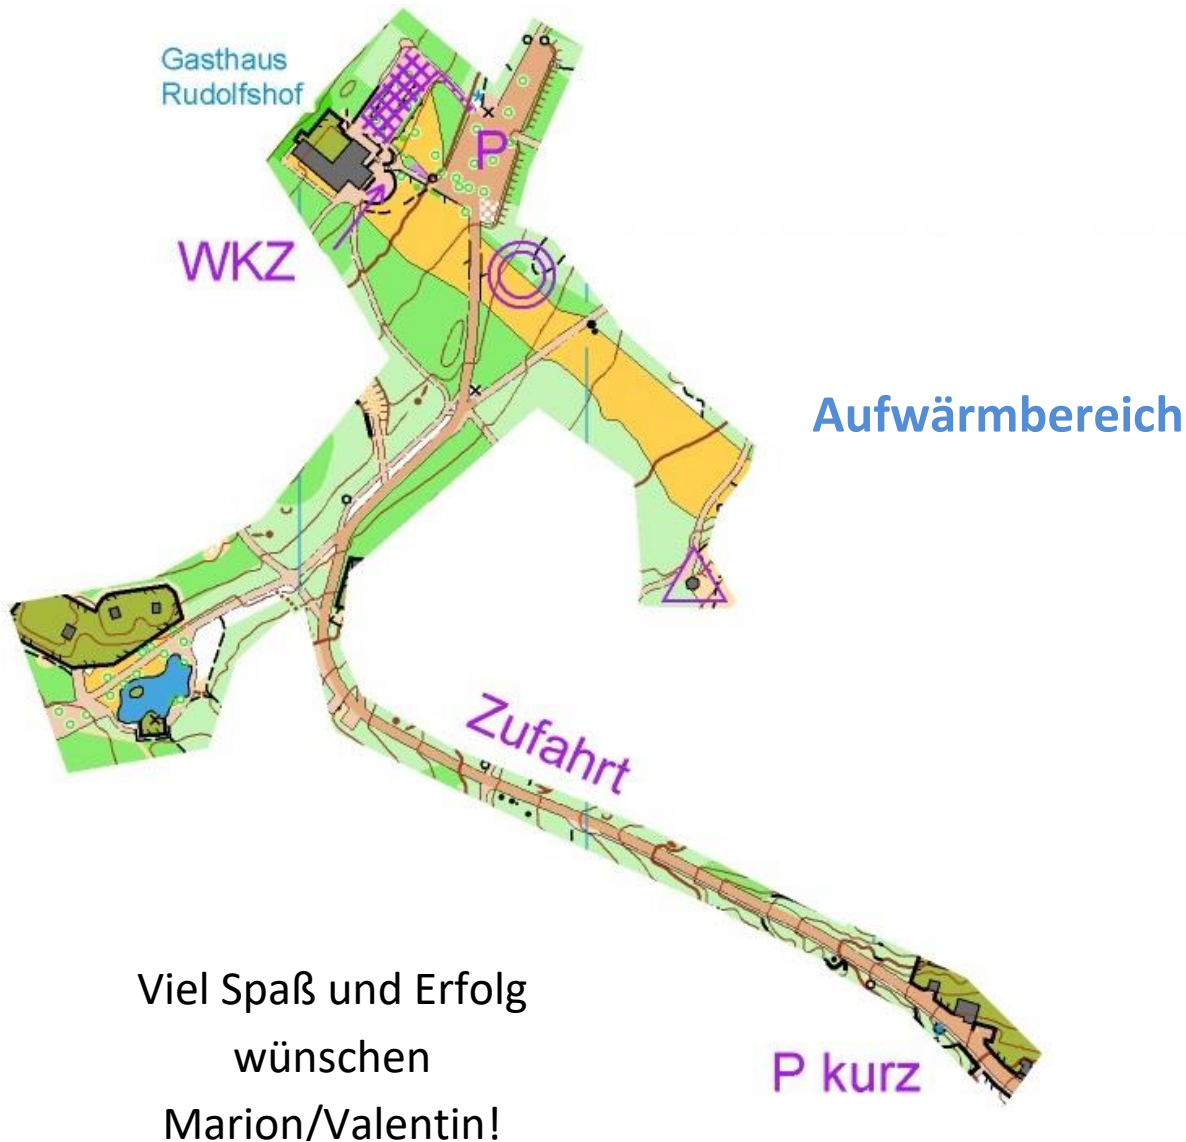 Gasthaus
Rudolfshof
P
WKZ
Aufwärmbereich
Zufahrt
Viel Spaß und Erfolg
wünschen
Marion/Valentin!
P kurz